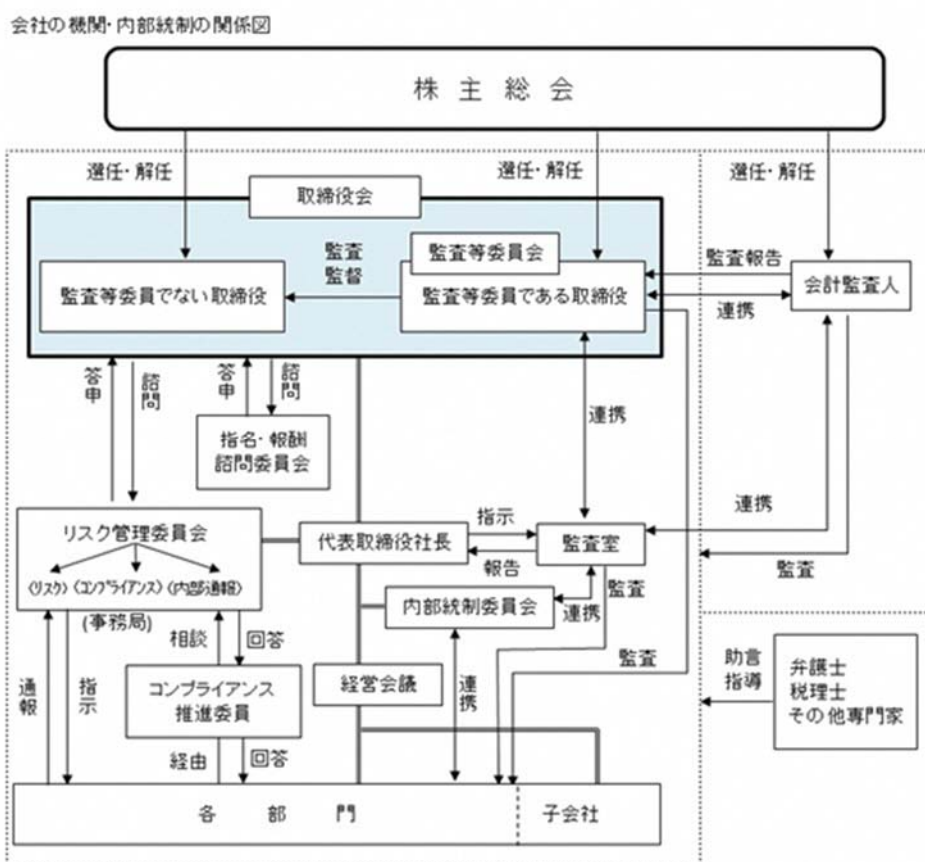 会社の機関・内部統制の関係図
株主総会
選任・解任
選任・解任
選任・解任
取締役会
監査等委員会
監査
監督
監査等委員でない取締役
監査等委員である取締役
監査報告
連携
会計監査人
答申
諮問
答申
諮問
指名・報酬
諮問委員会
連携
連携
リスク管理委員会
〈リスク〉〈コンプライアンス〉〈内部通報〉
(事務局)
代表取締役社長
指示
報告
監査室
監査
監査
内部統制委員会
連携
相談
回答
監査
通報
指示
コンプライアンス
推進委員
経営会議
連携
助言
指導
弁護士
税理士
その他専門家
経由
回答
各部門
子会社